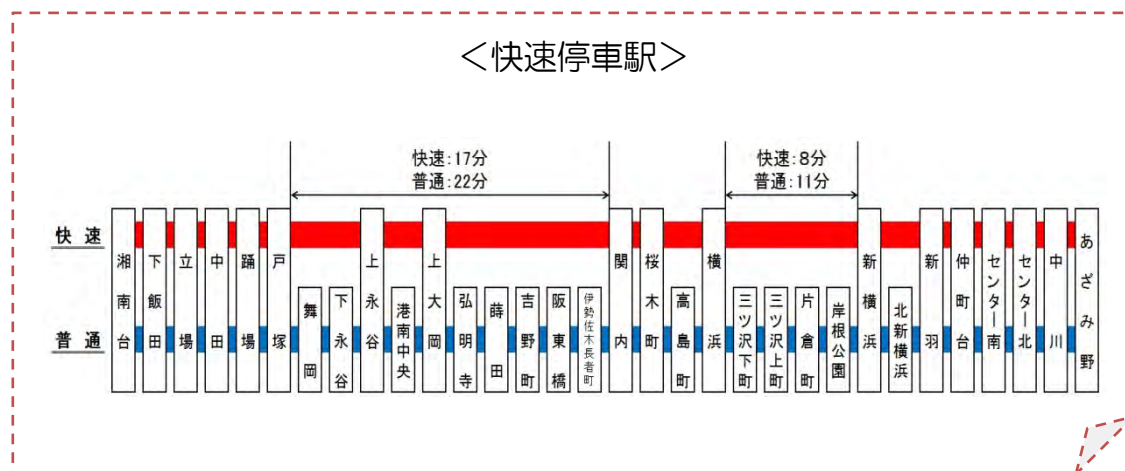 ＜快速停車駅＞
快速:17分
普通:22分
快速:8分
普通:11分
快速
普通
湘南台
下飯田
立場
中田
踊場
戸塚
舞岡
下永谷
上永谷
港南中央
上大岡
弘明寺
蒔田
吉野町
阪東橋
伊勢佐木長者町
関内
桜木町
高島町
横浜
三ツ沢下町
三ツ沢上町
片倉町
岸根公園
新横浜
北新横浜
新羽
仲町台
センター南
センター北
中川
あざみ野